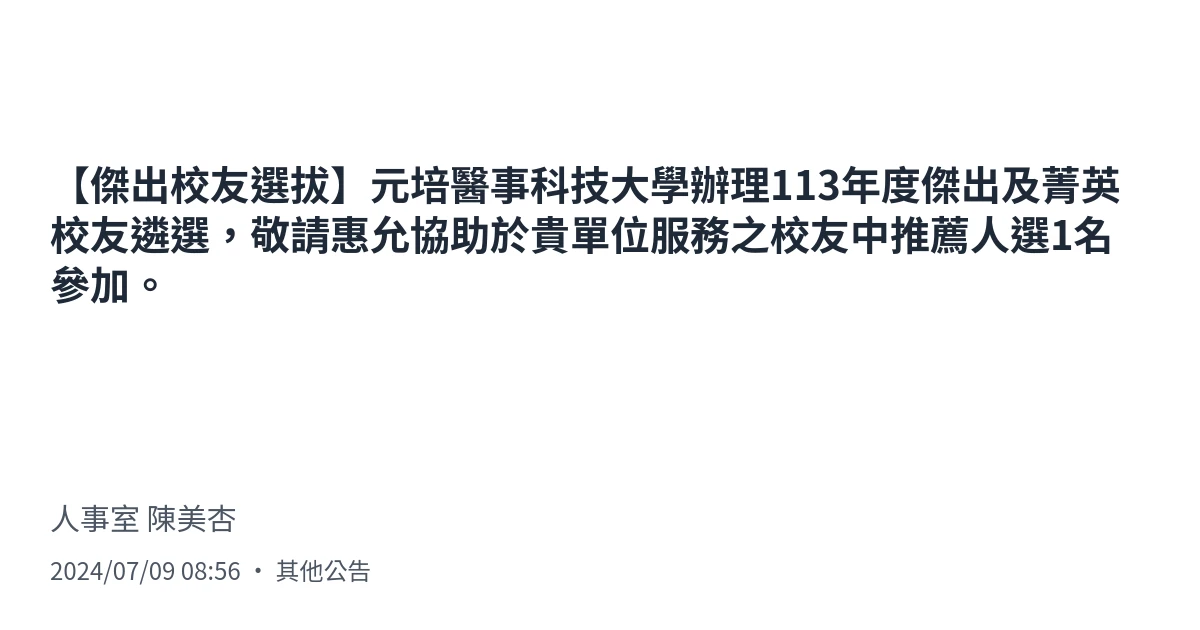 【傑出校友選拔】元培醫事科技大學辦理113年度傑出及菁英
校友遴選，敬請惠允協助於貴單位服務之校友中推薦人選1名
參加。
人事室 陳美杏
2024/07/09 08:56 ・ 其他公告